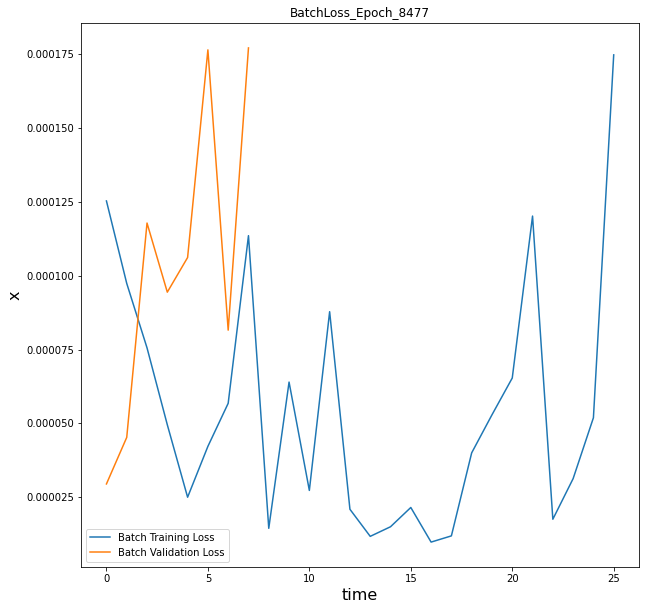 BatchLoss_Epoch_8477
0.000175
0.000150
0.000125
0.000100
0.000075
0.000050
0.000025
x
Batch Training Loss
Batch Validation Loss
0 5 10 15 20 25
time